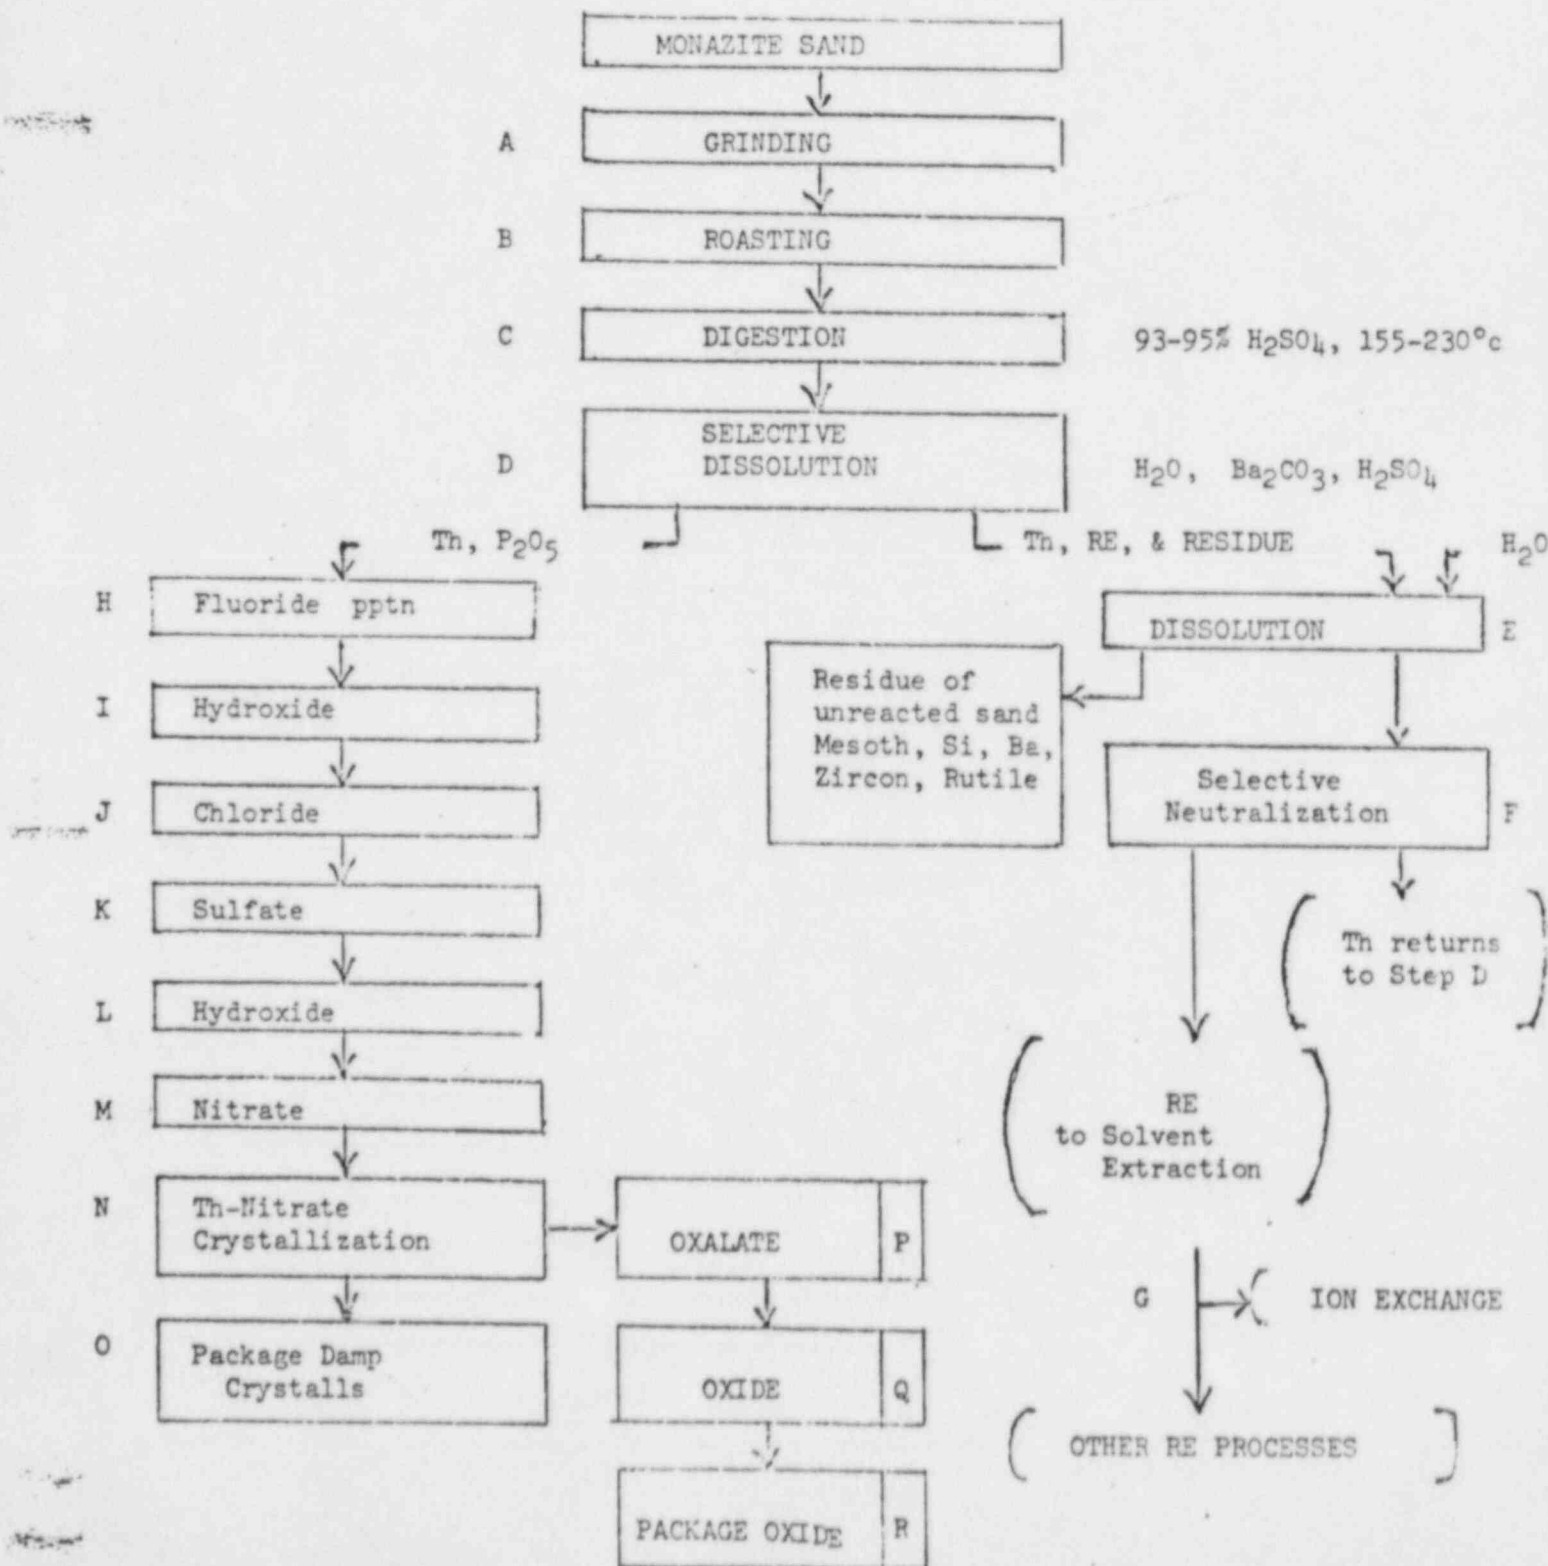 MONAZITE SAND
A GRINDING
B ROASTING
C DIGESTION 93-95% H2SO4, 155-230°c
D SELECTIVE
DISSOLUTION H2O, Ba2CO3, H2SO4
Th, P2O5
Th, RE, & RESIDUE
H2O
H Fluoride pptn
DISSOLUTION E
Residue of
unreacted sand
Mesoth, Si, Ba,
Zircon, Rutile
I Hydroxide
Selective
Neutralization F
J Chloride
K Sulfate
Th returns
to Step D
L Hydroxide
M Nitrate
RE
to Solvent
Extraction
N Th-Nitrate
Crystallization
OXALATE P
G ION EXCHANGE
O Package Damp
Crystalls
OXIDE Q
OTHER RE PROCESSES
PACKAGE OXIDE R